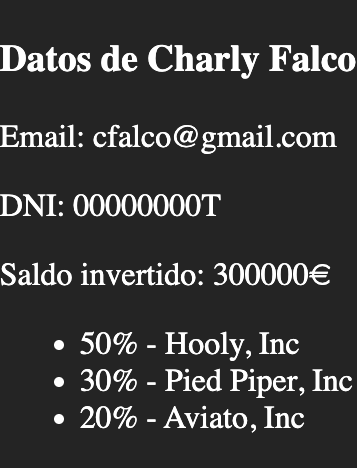 Datos de Charly Falco
Email: cfalco@gmail.com
DNI: 00000000T
Saldo invertido: 300000€
• 50% - Hooly, Inc
• 30% - Pied Piper, Inc
• 20% - Aviato, Inc